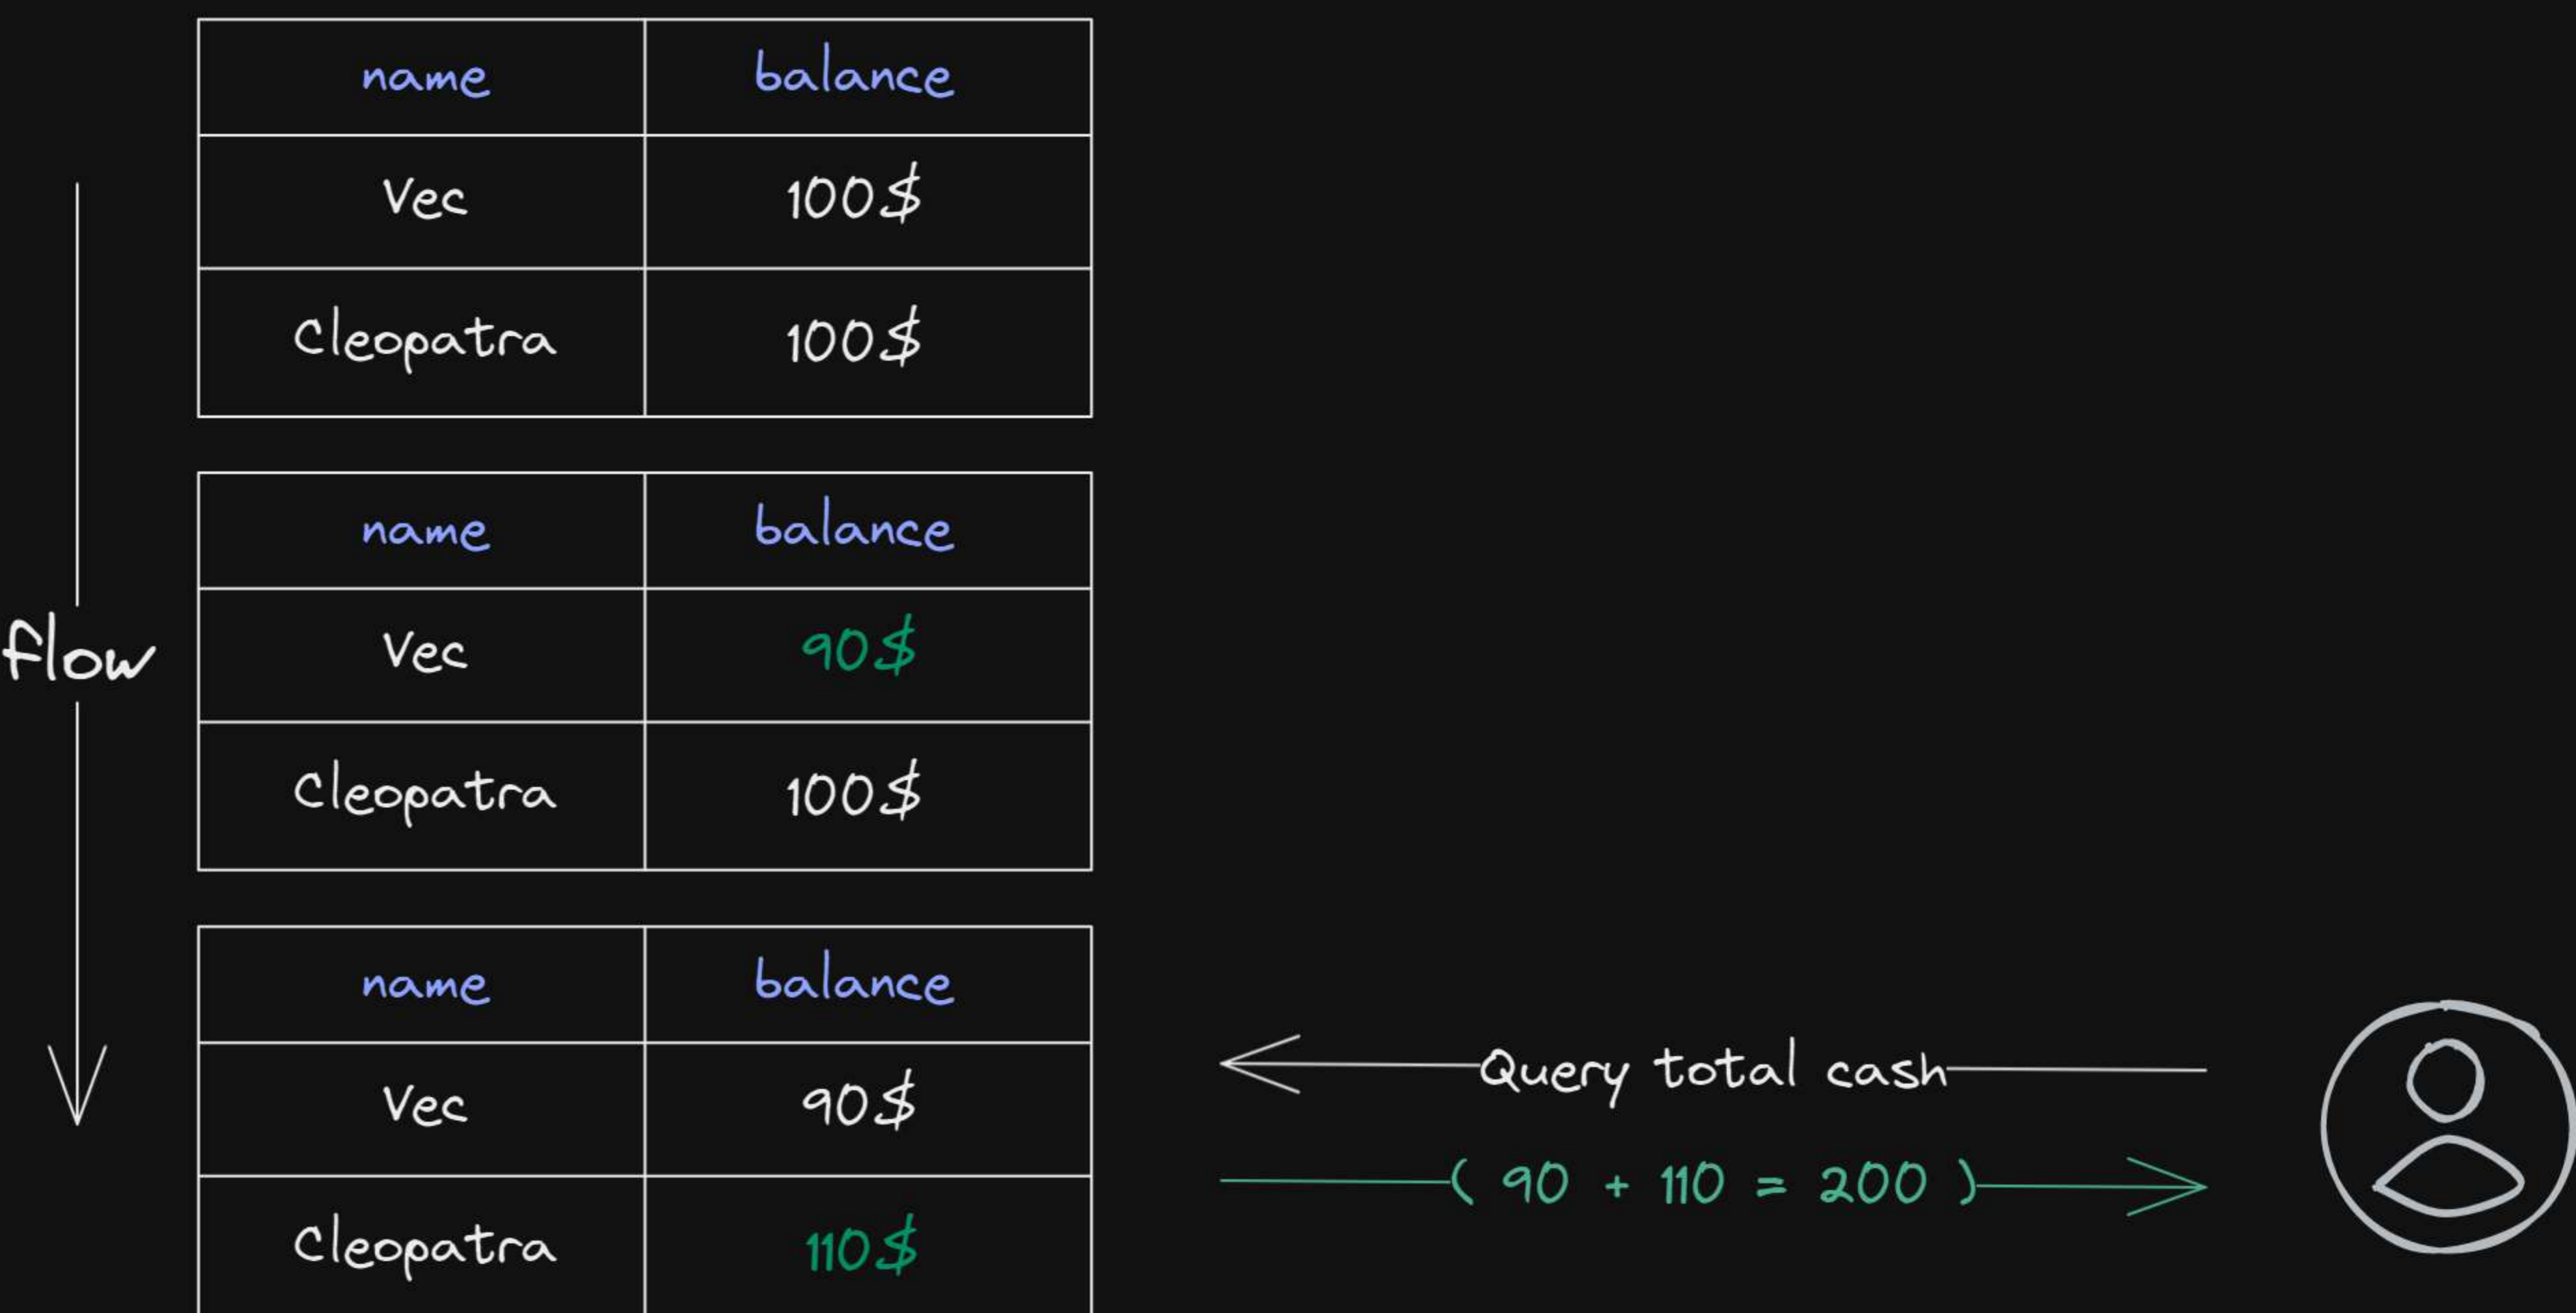 name balance
Vec 100$
Cleopatra 100$
name balance
flow
Vec 90$
Cleopatra 100$
name balance
Vec 90$
Cleopatra 110$
Query total cash
( 90 + 110 = 200 )